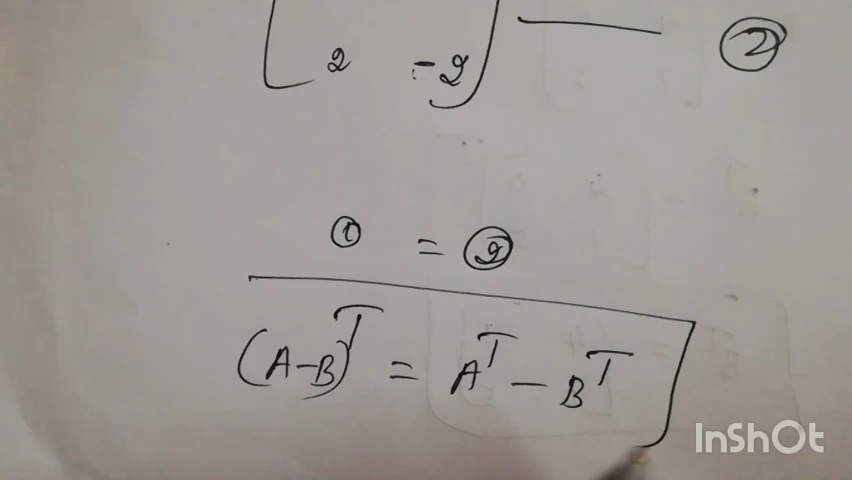 2 -2 ②
① = ②
(A-B)ᵀ = Aᵀ - Bᵀ
InShOt